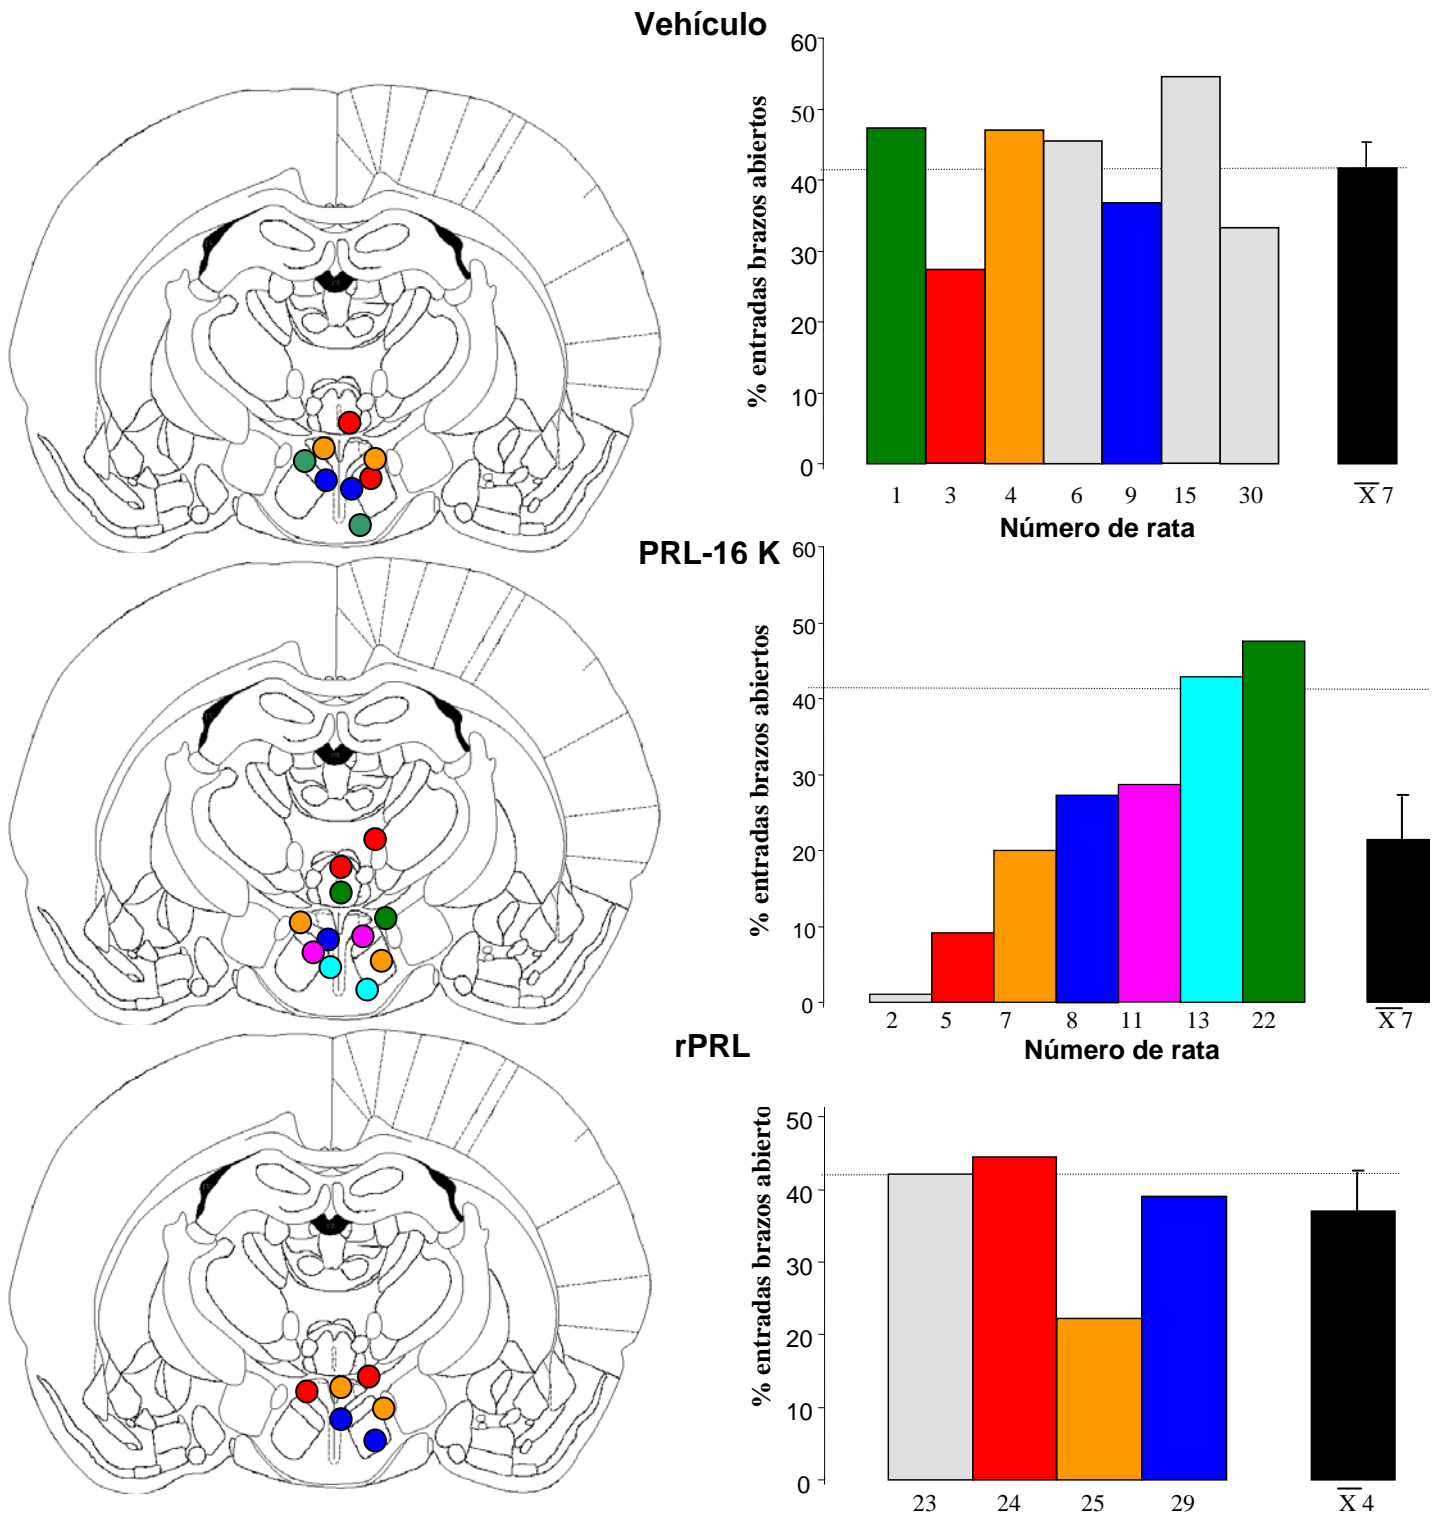 Vehículo
% entradas brazos abiertos
60
50
40
30
20
10
0
1 3 4 6 9 15 30 X 7
Número de rata
PRL-16 K
% entradas brazos abiertos
60
50
40
30
20
10
0
2 5 7 8 11 13 22 X 7
Número de rata
rPRL
% entradas brazos abierto
50
40
30
20
10
0
23 24 25 29 X 4